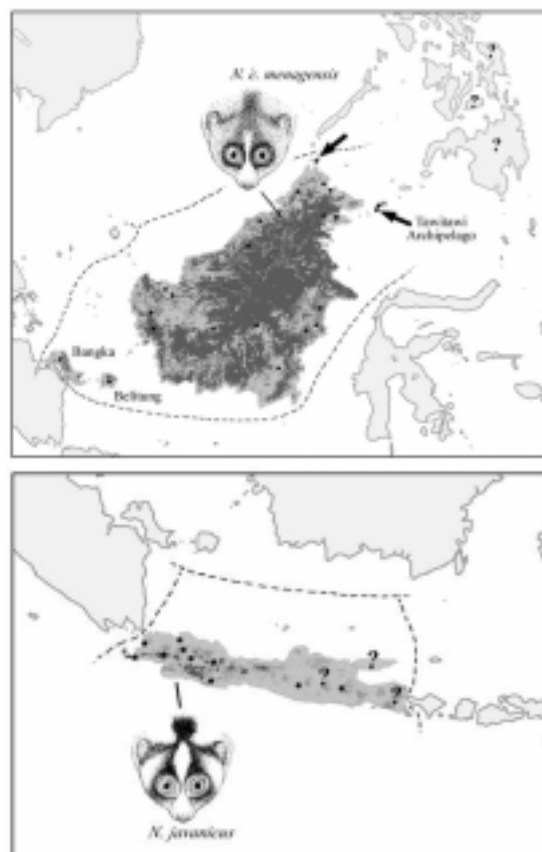 N. c. menagensis
?
?
?
Tawitawi
Archipelago
Bangka
Belitung
?
?
?
N. javanicus